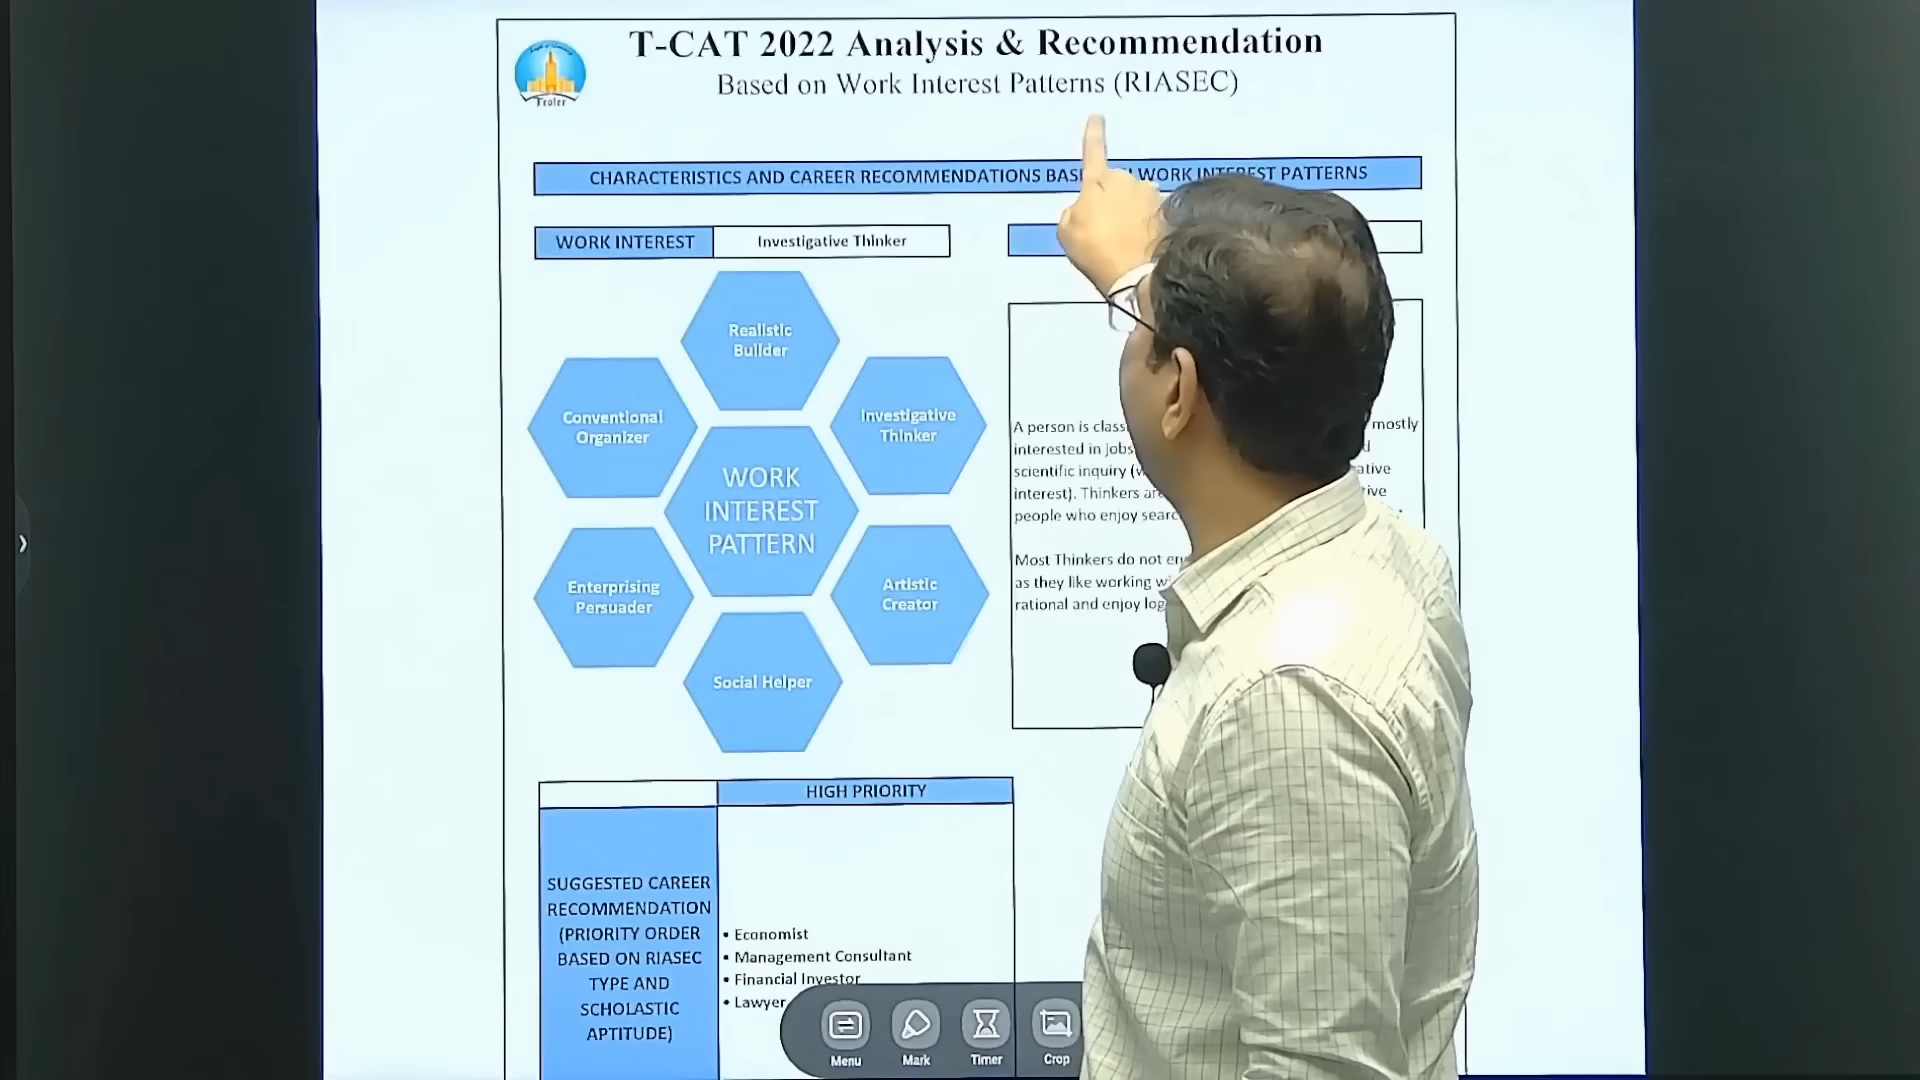 T-CAT 2022 Analysis & Recommendation
Based on Work Interest Patterns (RIASEC)
Teoler
CHARACTERISTICS AND CAREER RECOMMENDATIONS WORK INTEREST PATTERNS
WORK INTEREST
Investigative Thinker
Realistic
Builder
Conventional
Organizer
Investigative
Thinker
WORK
INTEREST
PATTERN
Enterprising
Persuader
Artistic
Creator
Social Helper
A person is mostly
interested in jobs
scientific inquiry
interest). Thinkers
people who enjoy
Most Thinkers do not
as they like working
rational and enjoy
HIGH PRIORITY
SUGGESTED CAREER
RECOMMENDATION
(PRIORITY ORDER
BASED ON RIASEC
TYPE AND
SCHOLASTIC
APTITUDE)
• Economist
• Management Consultant
• Financial Investor
• Lawyer
Menu Mark Timer Crop